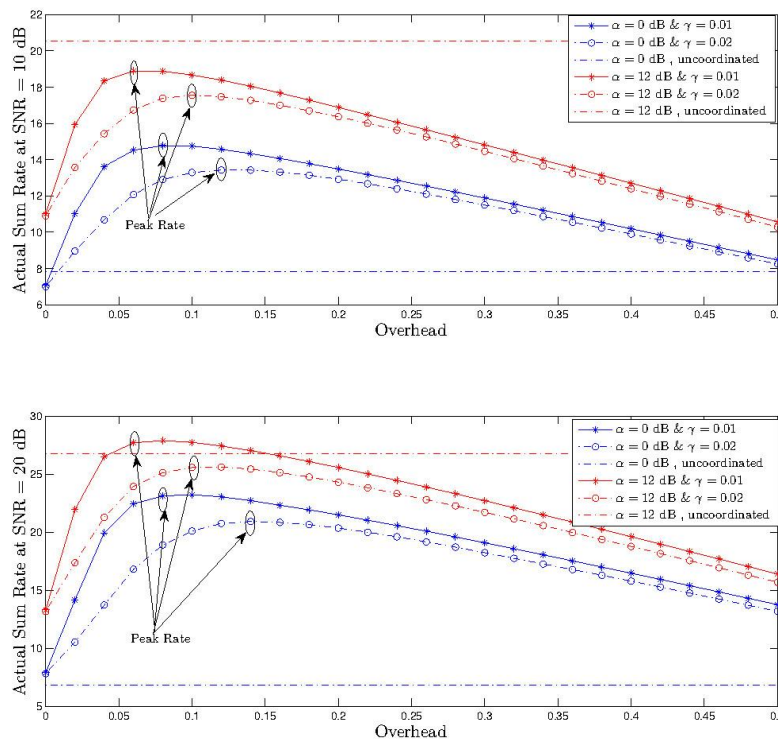 Actual Sum Rate at SNR = 10 dB
22
20
18
16
14
12
10
8
6
4
α = 0 dB & γ = 0.01
α = 0 dB & γ = 0.02
α = 0 dB , uncoordinated
α = 12 dB & γ = 0.01
α = 12 dB & γ = 0.02
α = 12 dB , uncoordinated
Peak Rate
0 0.05 0.1 0.15 0.2 0.25 0.3 0.35 0.4 0.45 0.5
Overhead
Actual Sum Rate at SNR = 20 dB
30
25
20
15
10
5
α = 0 dB & γ = 0.01
α = 0 dB & γ = 0.02
α = 0 dB , uncoordinated
α = 12 dB & γ = 0.01
α = 12 dB & γ = 0.02
α = 12 dB , uncoordinated
Peak Rate
0 0.05 0.1 0.15 0.2 0.25 0.3 0.35 0.4 0.45 0.5
Overhead